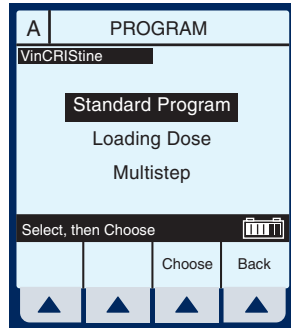 A PROGRAM
VinCRIStine
Standard Program
Loading Dose
Multistep
Select, then Choose
Choose Back